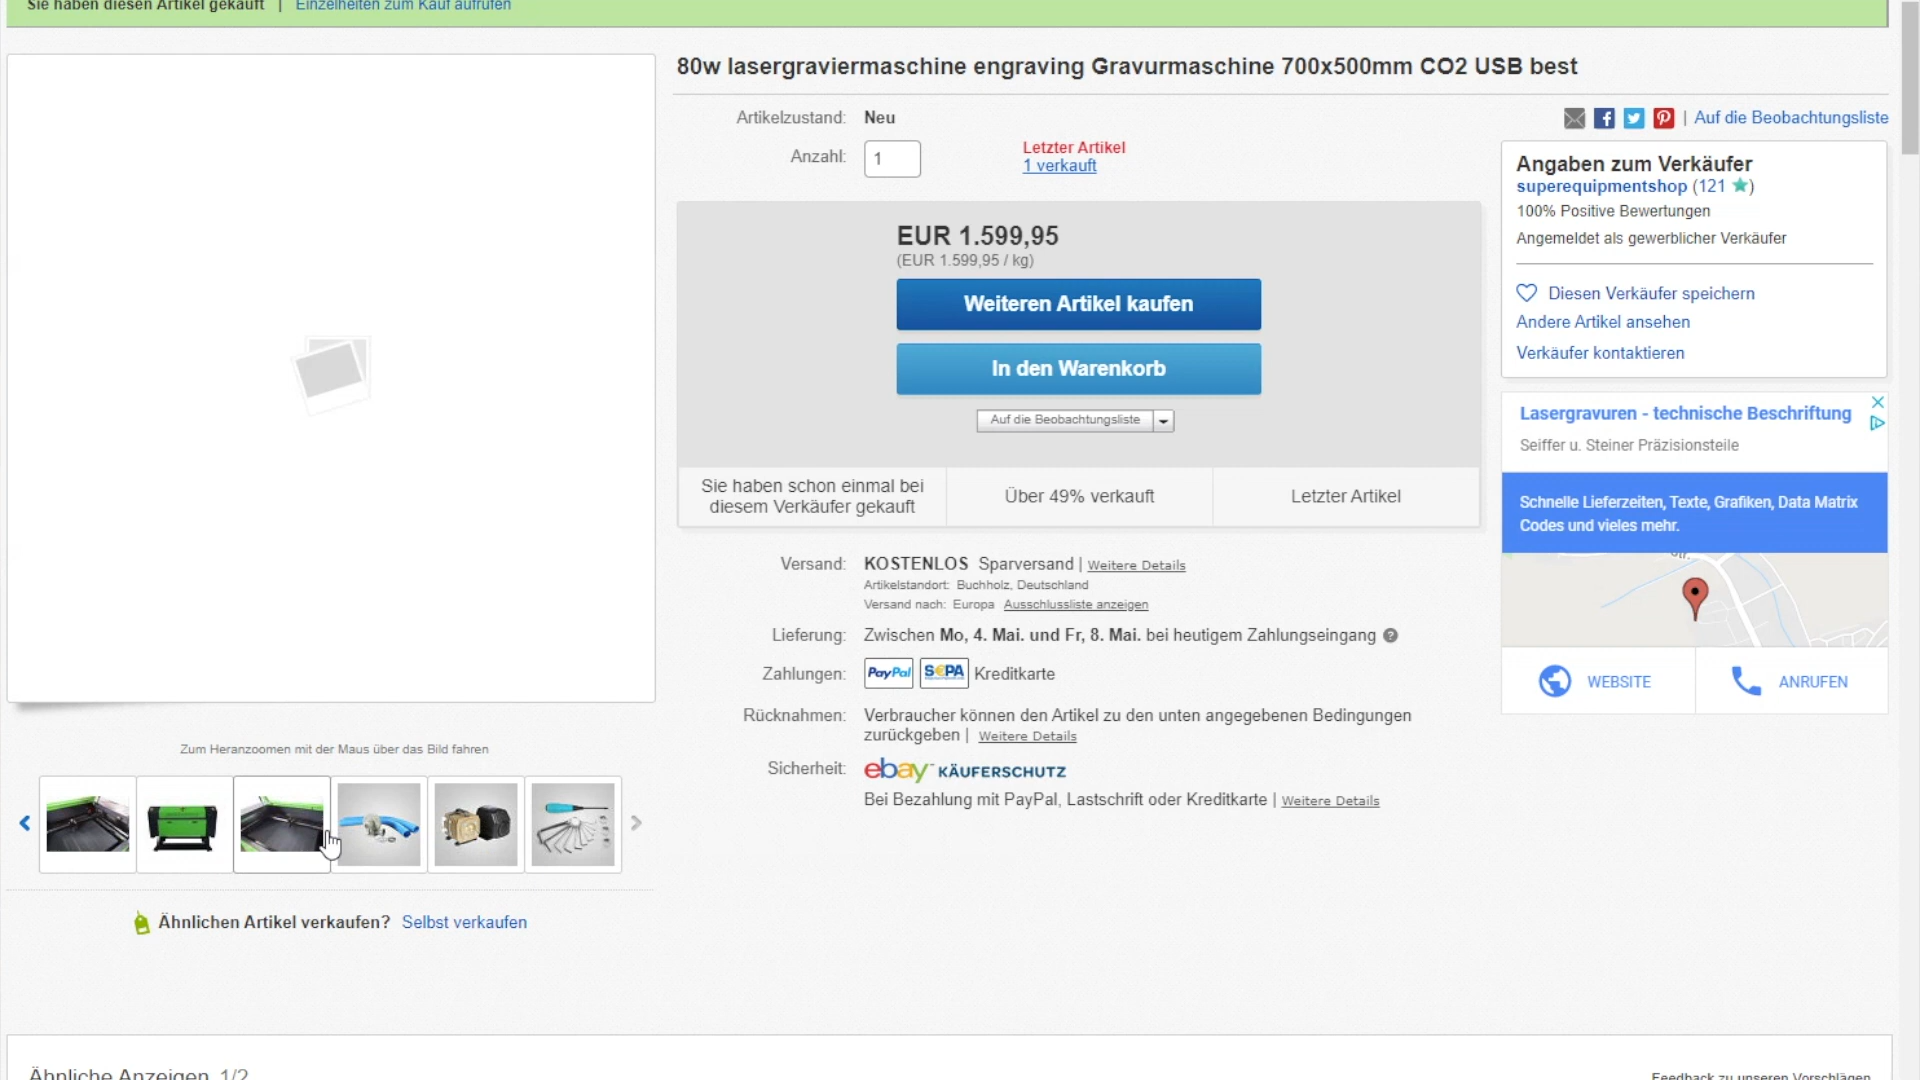 Sie haben diesen Artikel gekauft | Einzelheiten zum Kauf aufrufen
80w lasergraviermaschine engraving Gravurmaschine 700x500mm CO2 USB best
Artikelzustand: Neu
| Auf die Beobachtungsliste
Anzahl: 1
Letzter Artikel
1 verkauft
EUR 1.599,95
(EUR 1.599,95 / kg)
Weiteren Artikel kaufen
In den Warenkorb
Auf die Beobachtungsliste
Sie haben schon einmal bei
diesem Verkäufer gekauft
Über 49% verkauft
Letzter Artikel
Versand: KOSTENLOS Sparversand | Weitere Details
Artikelstandort: Buchholz, Deutschland
Versand nach: Europa Ausschlussliste anzeigen
Lieferung: Zwischen Mo, 4. Mai. und Fr, 8. Mai. bei heutigem Zahlungseingang ?
Zahlungen: PayPal SEPA Kreditkarte
Rücknahmen: Verbraucher können den Artikel zu den unten angegebenen Bedingungen
zurückgeben | Weitere Details
Sicherheit: ebay KÄUFERSCHUTZ
Bei Bezahlung mit PayPal, Lastschrift oder Kreditkarte | Weitere Details
Angaben zum Verkäufer
superequipmentshop (121 ★)
100% Positive Bewertungen
Angemeldet als gewerblicher Verkäufer
Diesen Verkäufer speichern
Andere Artikel ansehen
Verkäufer kontaktieren
Lasergravuren - technische Beschriftung
Seiffer u. Steiner Präzisionsteile
Schnelle Lieferzeiten, Texte, Grafiken, Data Matrix
Codes und vieles mehr.
WEBSITE
ANRUFEN
Zum Heranzoomen mit der Maus über das Bild fahren
Ähnlichen Artikel verkaufen? Selbst verkaufen
Ähnliche Anzeigen 1/2
Feedback zu unseren Vorschlägen